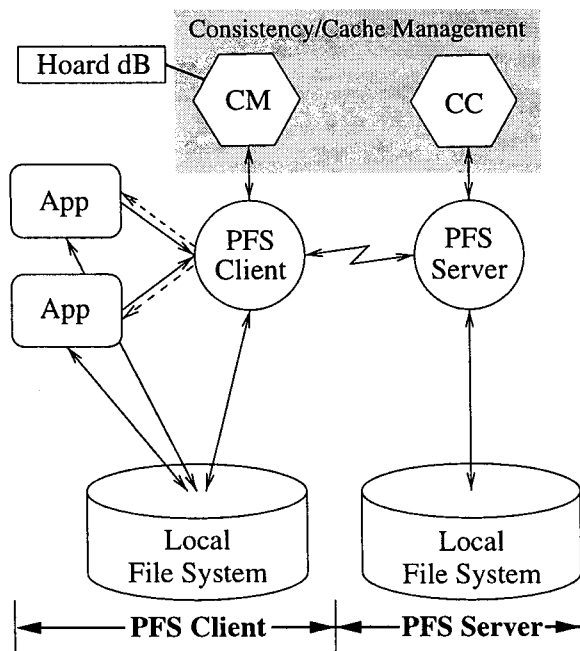 Consistency/Cache Management
Hoard dB
CM
CC
App
App
PFS
Client
PFS
Server
Local
File System
Local
File System
PFS Client
PFS Server